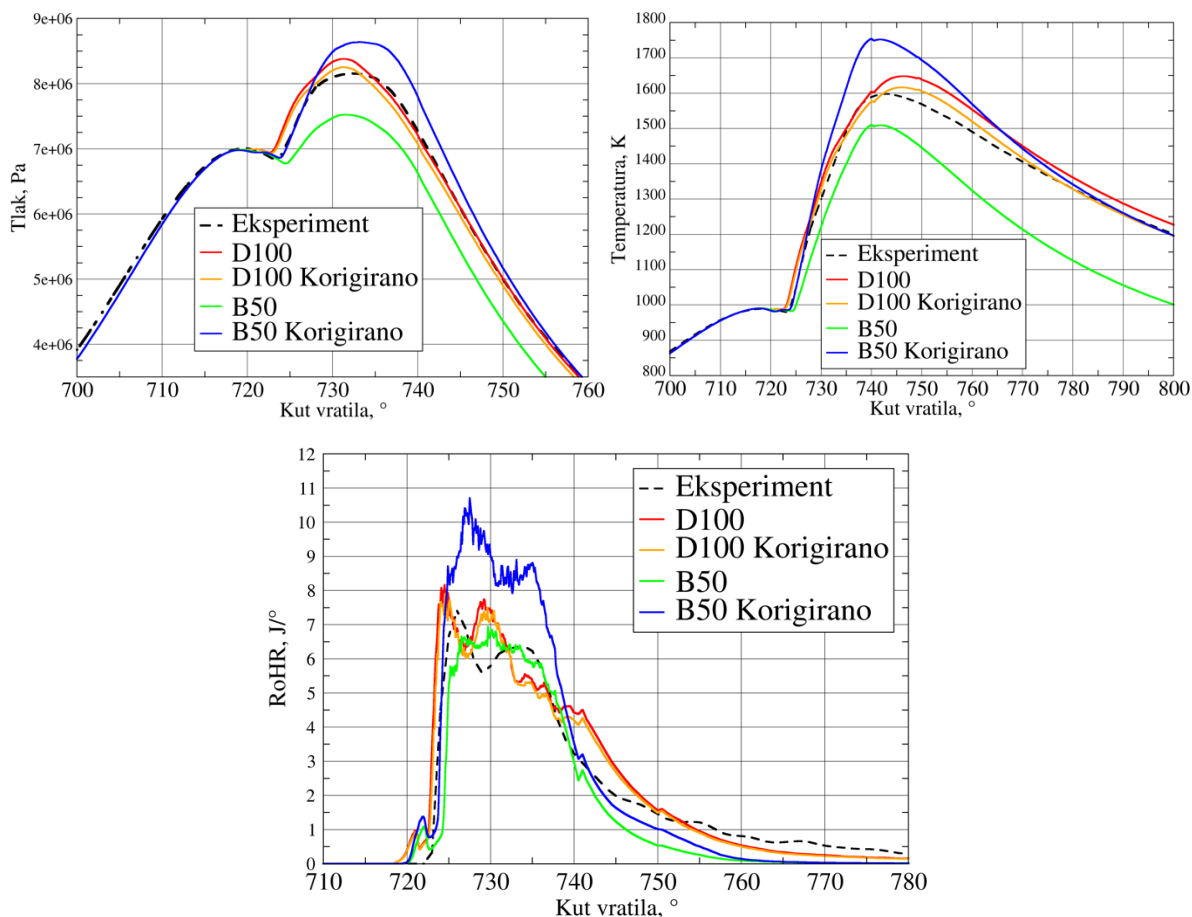 9e+06
8e+06
7e+06
6e+06
5e+06
4e+06
Tlak, Pa
Eksperiment
D100
D100 Korigirano
B50
B50 Korigirano
700 710 720 730 740 750 760
Kut vratila, °
1800
1700
1600
1500
1400
1300
1200
1100
1000
900
800
Temperatura, K
Eksperiment
D100
D100 Korigirano
B50
B50 Korigirano
700 710 720 730 740 750 760 770 780 790 800
Kut vratila, °
12
11
10
9
8
7
6
5
4
3
2
1
0
RoHR, J/°
Eksperiment
D100
D100 Korigirano
B50
B50 Korigirano
710 720 730 740 750 760 770 780
Kut vratila, °